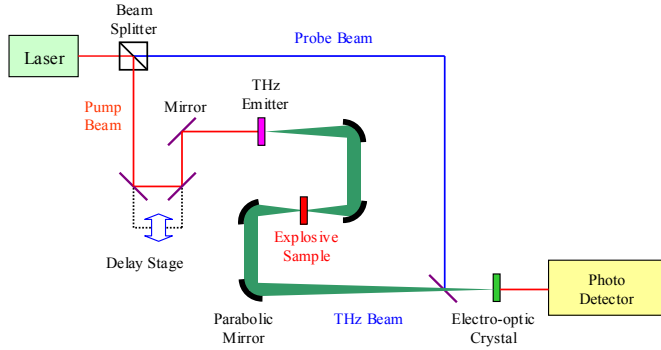 Beam
Splitter
Laser
Probe Beam
THz
Emitter
Pump
Beam
Mirror
Explosive
Sample
Delay Stage
Photo
Detector
Parabolic
Mirror
THz Beam
Electro-optic
Crystal